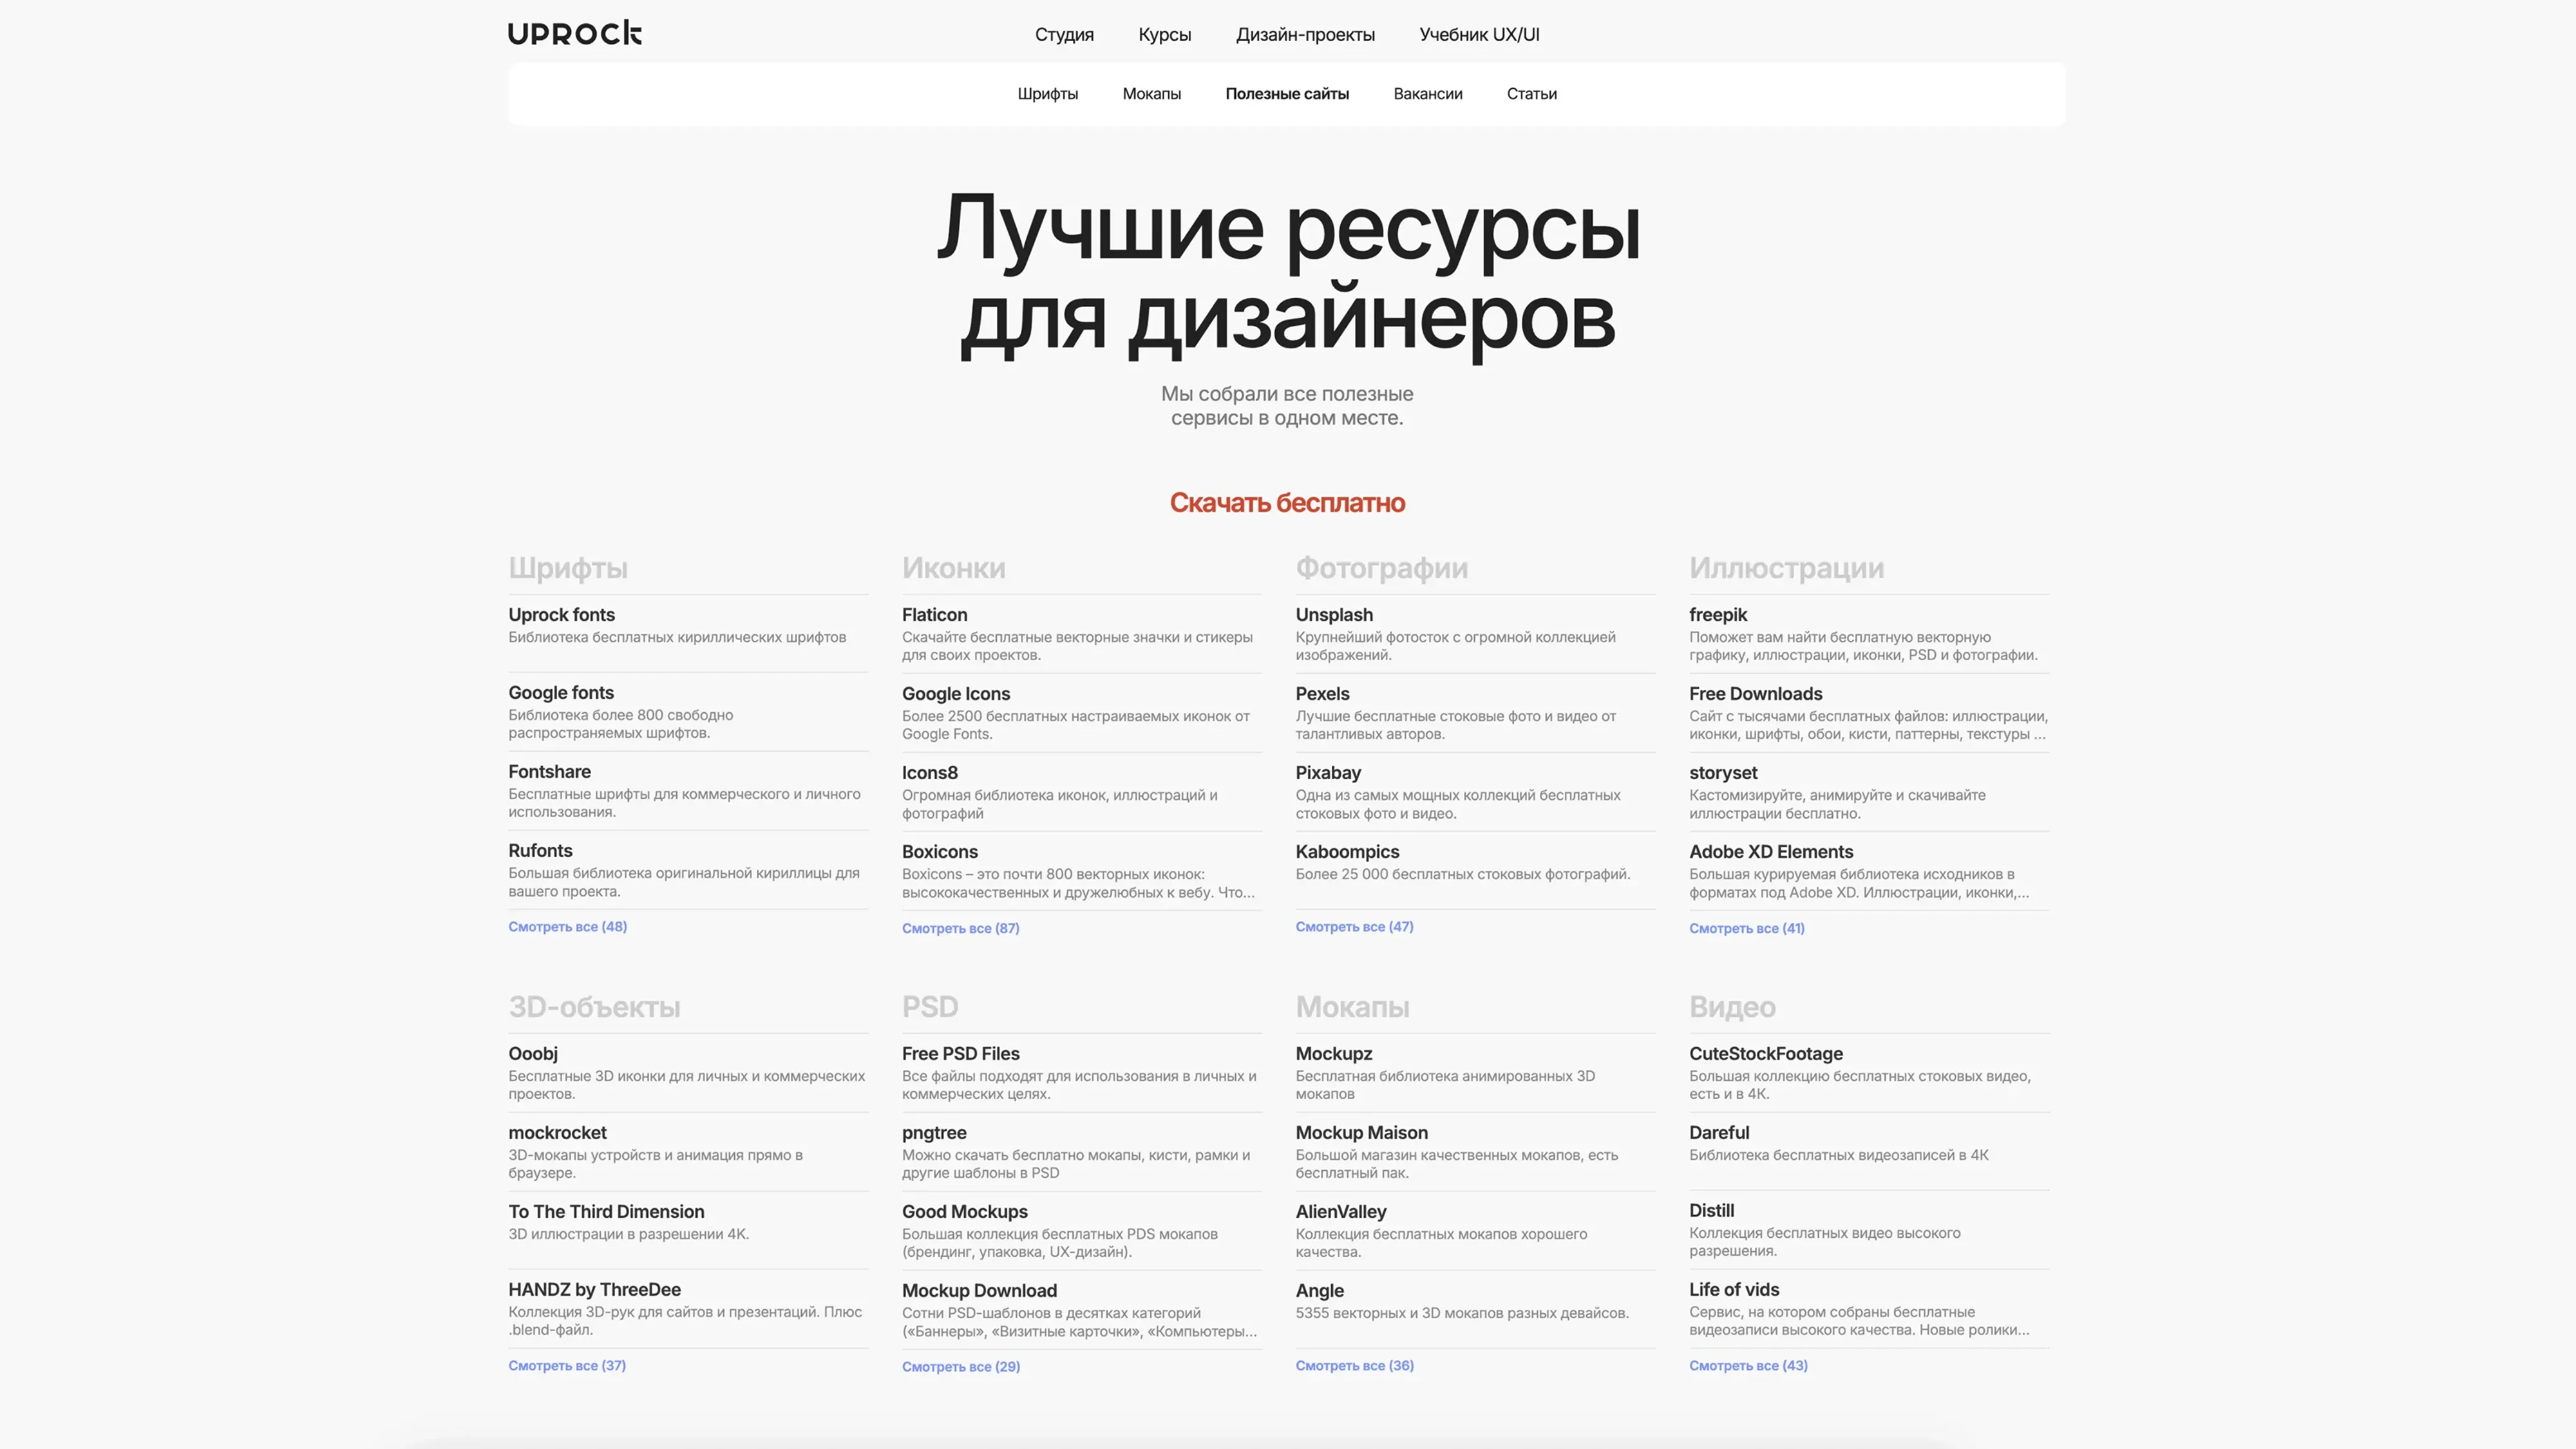 UPROCK
Студия Курсы Дизайн-проекты Учебник UX/UI
Шрифты Мокапы Полезные сайты Вакансии Статьи
Лучшие ресурсы
для дизайнеров
Мы собрали все полезные
сервисы в одном месте.
Скачать бесплатно
Шрифты
Uprock fonts
Библиотека бесплатных кириллических шрифтов
Google fonts
Библиотека более 800 свободно
распространяемых шрифтов.
Fontshare
Бесплатные шрифты для коммерческого и личного
использования.
Rufonts
Большая библиотека оригинальной кириллицы для
вашего проекта.
Смотреть все (48)
Иконки
Flaticon
Скачайте бесплатные векторные значки и стикеры
для своих проектов.
Google Icons
Более 2500 бесплатных настраиваемых иконок от
Google Fonts.
Icons8
Огромная библиотека иконок, иллюстраций и
фотографий
Boxicons
Boxicons – это почти 800 векторных иконок:
высококачественных и дружелюбных к вебу. Что...
Смотреть все (87)
Фотографии
Unsplash
Крупнейший фотосток с огромной коллекцией
изображений.
Pexels
Лучшие бесплатные стоковые фото и видео от
талантливых авторов.
Pixabay
Одна из самых мощных коллекций бесплатных
стоковых фото и видео.
Kaboompics
Более 25 000 бесплатных стоковых фотографий.
Смотреть все (47)
Иллюстрации
freepik
Поможет вам найти бесплатную векторную
графику, иллюстрации, иконки, PSD и фотографии.
Free Downloads
Сайт с тысячами бесплатных файлов: иллюстрации,
иконки, шрифты, обои, кисти, паттерны, текстуры ...
storyset
Кастомизируйте, анимируйте и скачивайте
иллюстрации бесплатно.
Adobe XD Elements
Большая курируемая библиотека исходников в
форматах под Adobe XD. Иллюстрации, иконки,...
Смотреть все (41)
3D-объекты
Ooobj
Бесплатные 3D иконки для личных и коммерческих
проектов.
mockrocket
3D-мокапы устройств и анимация прямо в
браузере.
To The Third Dimension
3D иллюстрации в разрешении 4K.
HANDZ by ThreeDee
Коллекция 3D-рук для сайтов и презентаций. Плюс
.blend-файл.
Смотреть все (37)
PSD
Free PSD Files
Все файлы подходят для использования в личных и
коммерческих целях.
pngtree
Можно скачать бесплатно мокапы, кисти, рамки и
другие шаблоны в PSD
Good Mockups
Большая коллекция бесплатных PDS мокапов
(брендинг, упаковка, UX-дизайн).
Mockup Download
Сотни PSD-шаблонов в десятках категорий
(«Баннеры», «Визитные карточки», «Компьютеры...
Смотреть все (29)
Мокапы
Mockupz
Бесплатная библиотека анимированных 3D
мокапов
Mockup Maison
Большой магазин качественных мокапов, есть
бесплатный пак.
AlienValley
Коллекция бесплатных мокапов хорошего
качества.
Angle
5355 векторных и 3D мокапов разных девайсов.
Смотреть все (36)
Видео
CuteStockFootage
Большая коллекцию бесплатных стоковых видео,
есть и в 4К.
Dareful
Библиотека бесплатных видеозаписей в 4К
Distill
Коллекция бесплатных видео высокого
разрешения.
Life of vids
Сервис, на котором собраны бесплатные
видеозаписи высокого качества. Новые ролики...
Смотреть все (43)